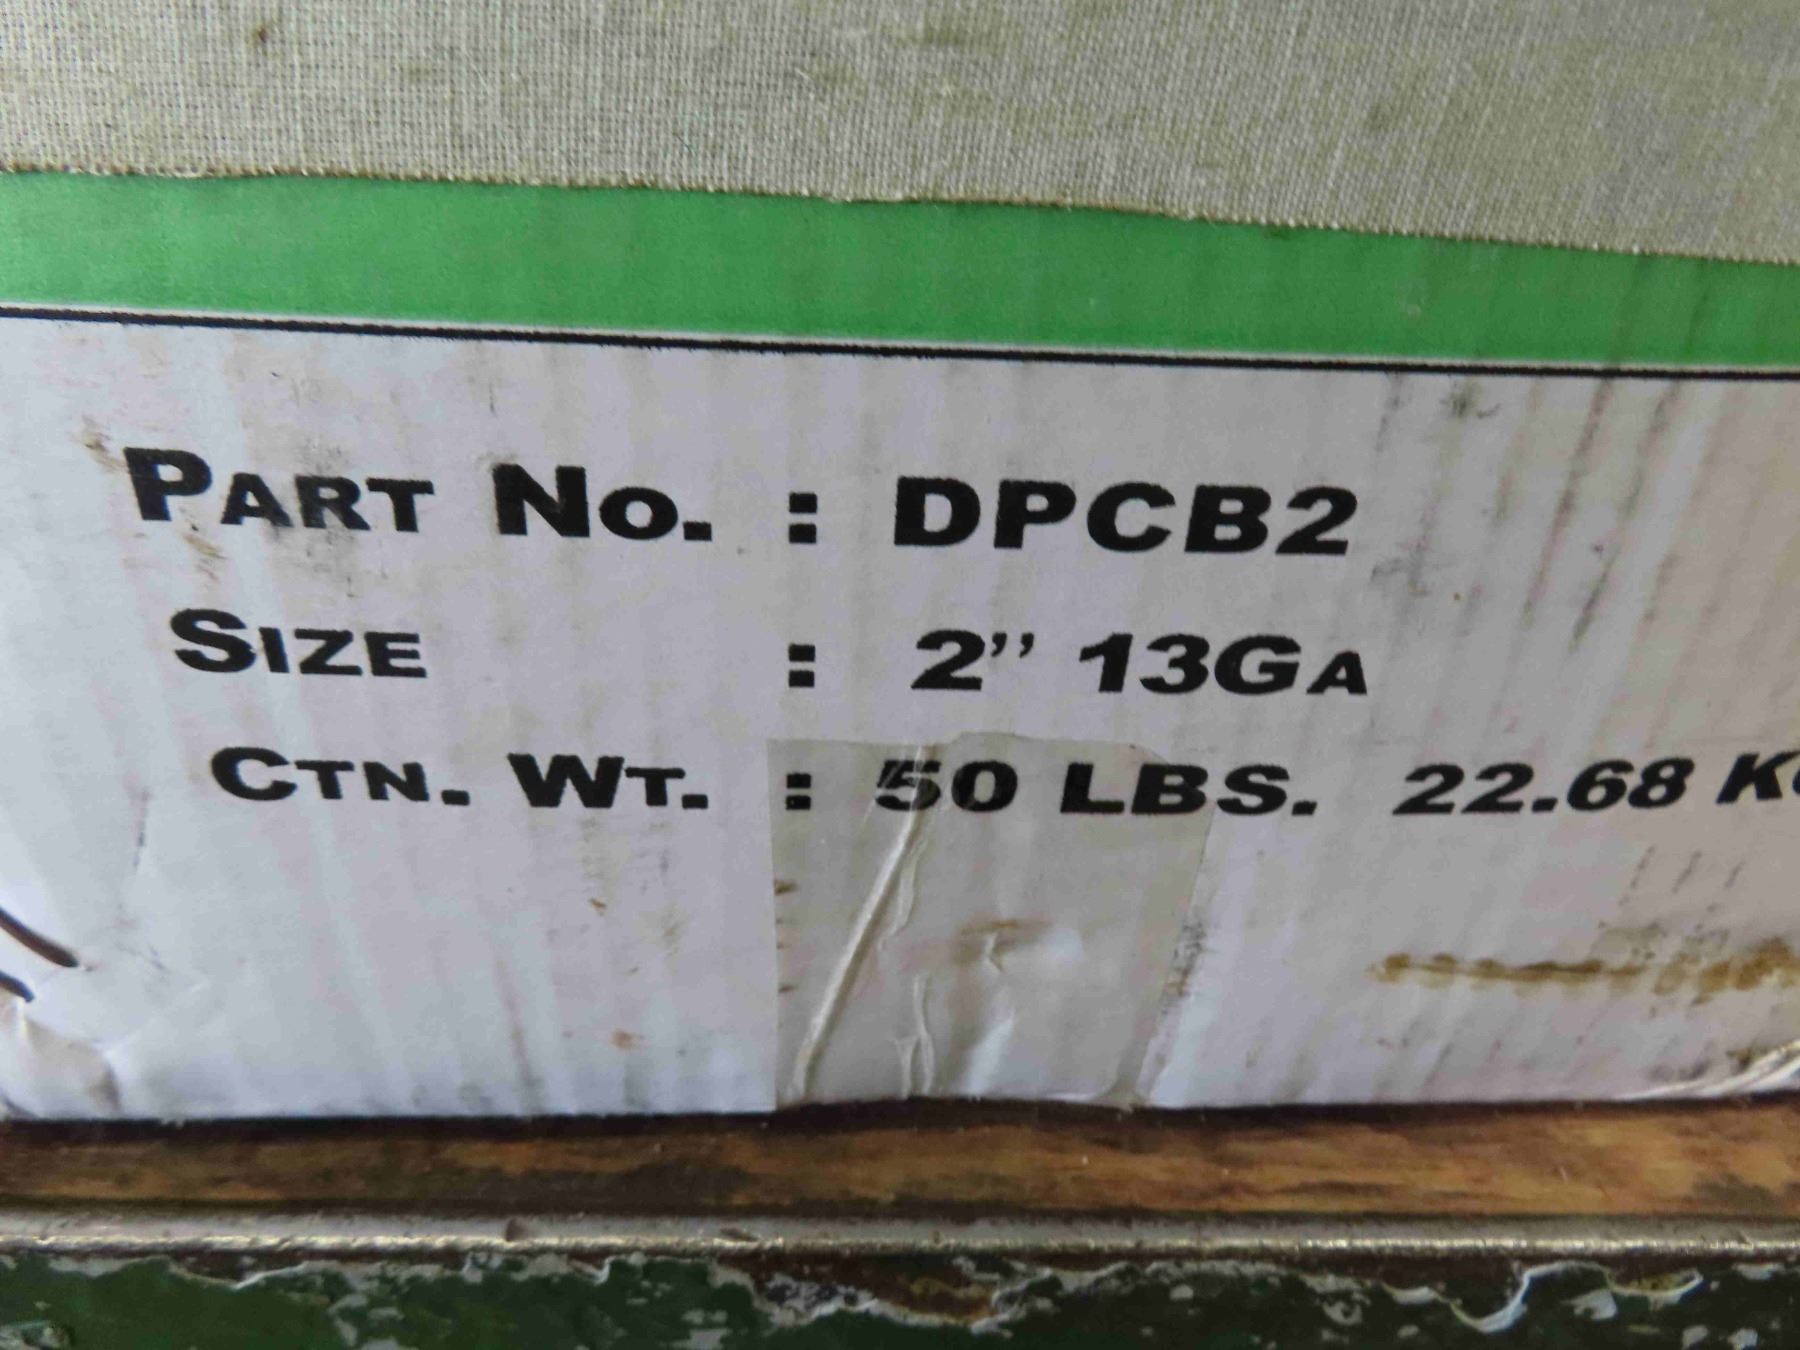 PART NO. : DPCB2
SIZE : 2” 13GA
CTN. WT. : 50 LBS. 22.68